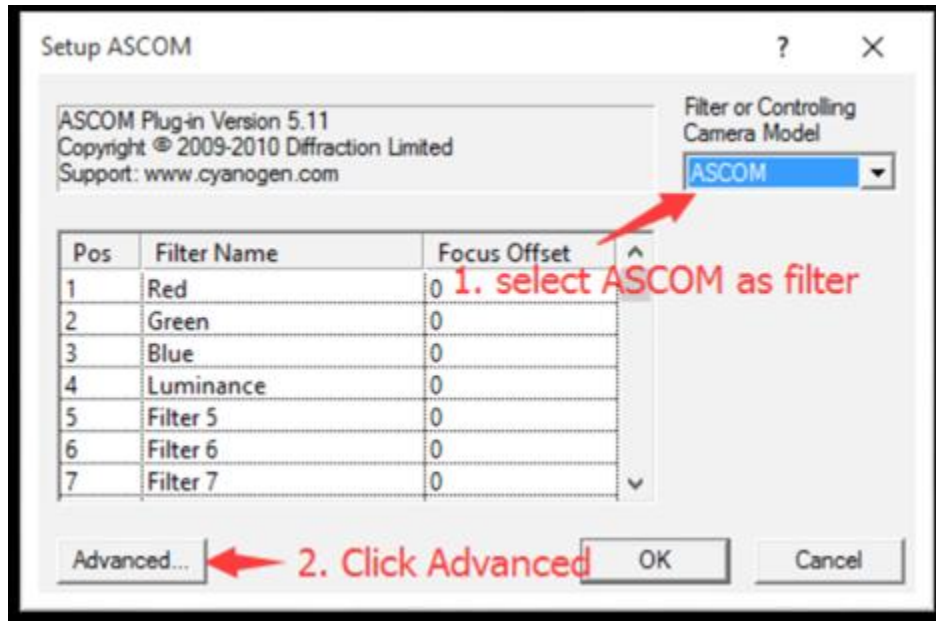 Setup ASCOM
?
ASCOM Plug-in Version 5.11
Copyright © 2009-2010 Diffraction Limited
Support: www.cyanogen.com
Filter or Controlling
Camera Model
ASCOM
Pos Filter Name Focus Offset
1 Red 0
2 Green 0
3 Blue 0
4 Luminance 0
5 Filter 5 0
6 Filter 6 0
7 Filter 7 0
1. select ASCOM as filter
Advanced...
2. Click Advanced
OK
Cancel